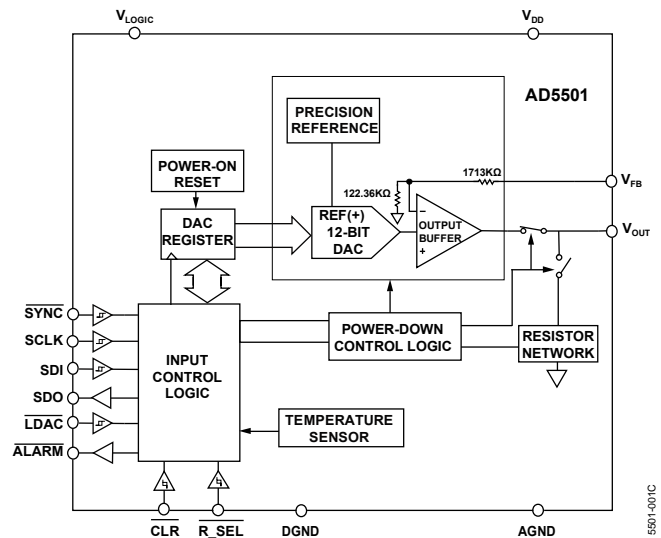 VLOGIC
VDD
AD5501
PRECISION
REFERENCE
POWER-ON
RESET
1713KΩ
122.36KΩ
VFB
DAC
REGISTER
REF(+)
12-BIT
DAC
–
OUTPUT
BUFFER
+
VOUT
SYNC
SCLK
SDI
SDO
LDAC
ALARM
INPUT
CONTROL
LOGIC
POWER-DOWN
CONTROL LOGIC
RESISTOR
NETWORK
TEMPERATURE
SENSOR
CLR
R_SEL
DGND
AGND
5501-001C